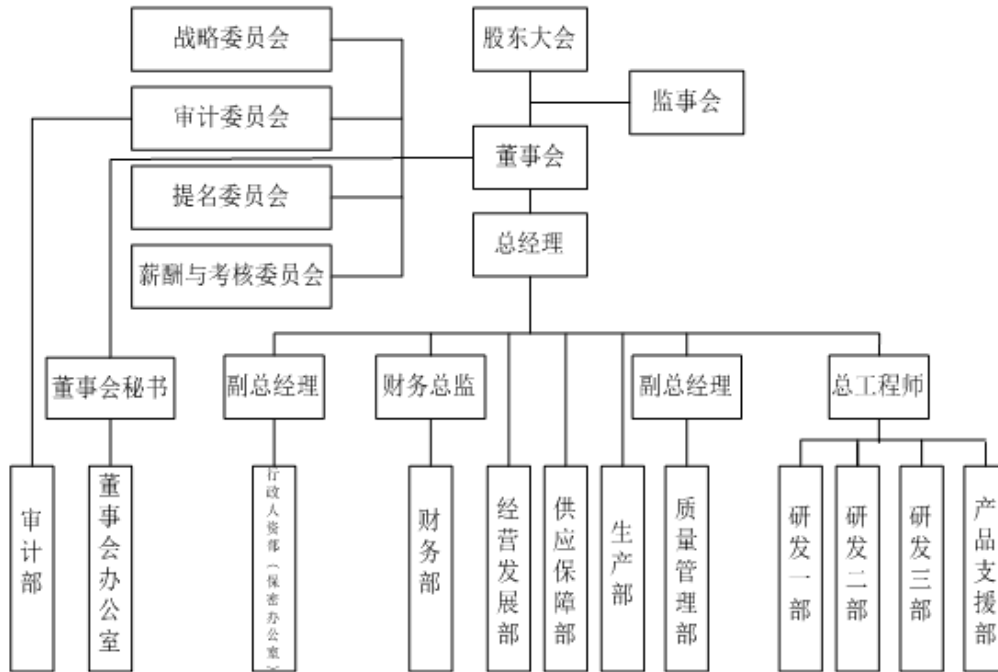 战略委员会
股东大会
监事会
审计委员会
董事会
提名委员会
总经理
薪酬与考核委员会
董事会秘书
副总经理
财务总监
副总经理
总工程师
审计部
董事会办公室
行政人资部（保密办公室）
财务部
经营发展部
供应保障部
生产部
质量管理部
研发一部
研发二部
研发三部
产品支援部